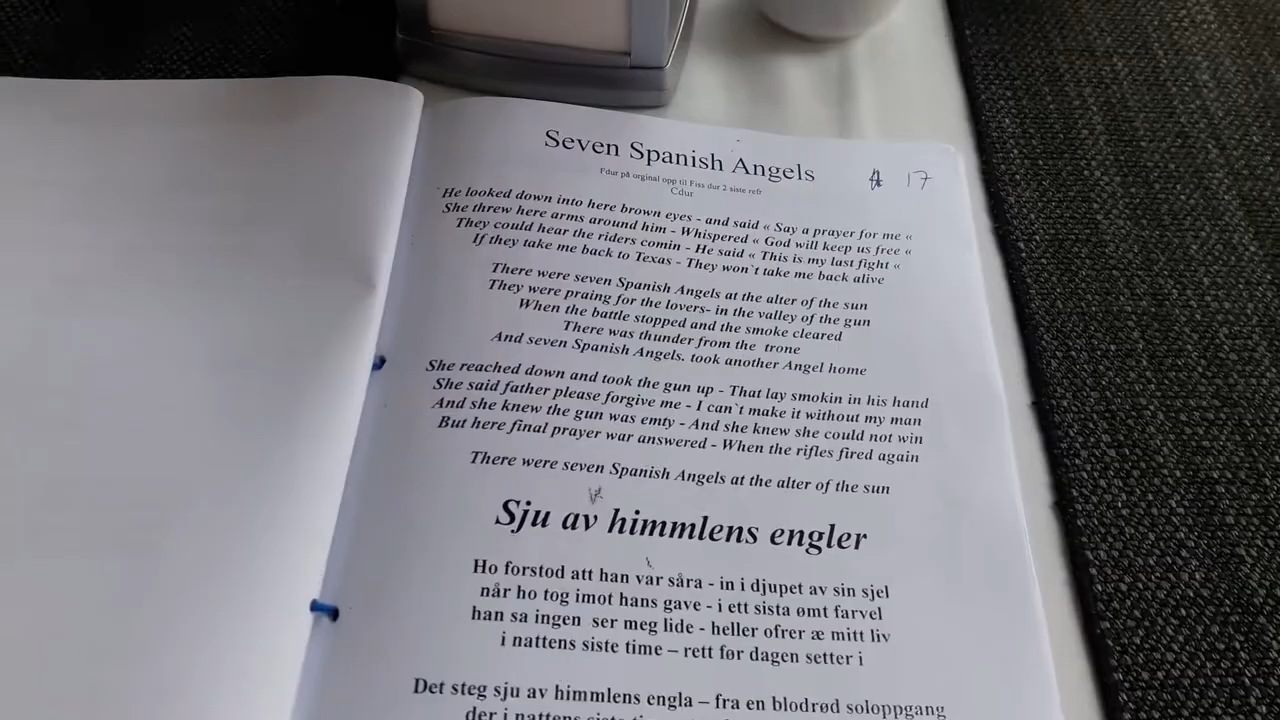 Seven Spanish Angels
17
Fdur på orginal opp til Fiss dur 2 siste refr
Cdur
He looked down into here brown eyes - and said « Say a prayer for me «
She threw here arms around him - Whispered « God will keep us free «
They could hear the riders comin - He said « This is my last fight «
If they take me back to Texas - They won`t take me back alive
There were seven Spanish Angels at the alter of the sun
They were praing for the lovers- in the valley of the gun
When the battle stopped and the smoke cleared
There was thunder from the trone
And seven Spanish Angels. took another Angel home
She reached down and took the gun up - That lay smokin in his hand
She said father please forgive me - I can`t make it without my man
And she knew the gun was emty - And she knew she could not win
But here final prayer war answered - When the rifles fired again
There were seven Spanish Angels at the alter of the sun
Sju av himmlens engler
Ho forstod att han var såra - in i djupet av sin sjel
når ho tog imot hans gave - i ett sista ømt farvel
han sa ingen ser meg lide - heller ofrer æ mitt liv
i nattens siste time – rett før dagen setter i
Det steg sju av himmlens engla – fra en blodrød soloppgang
der i nattens siste